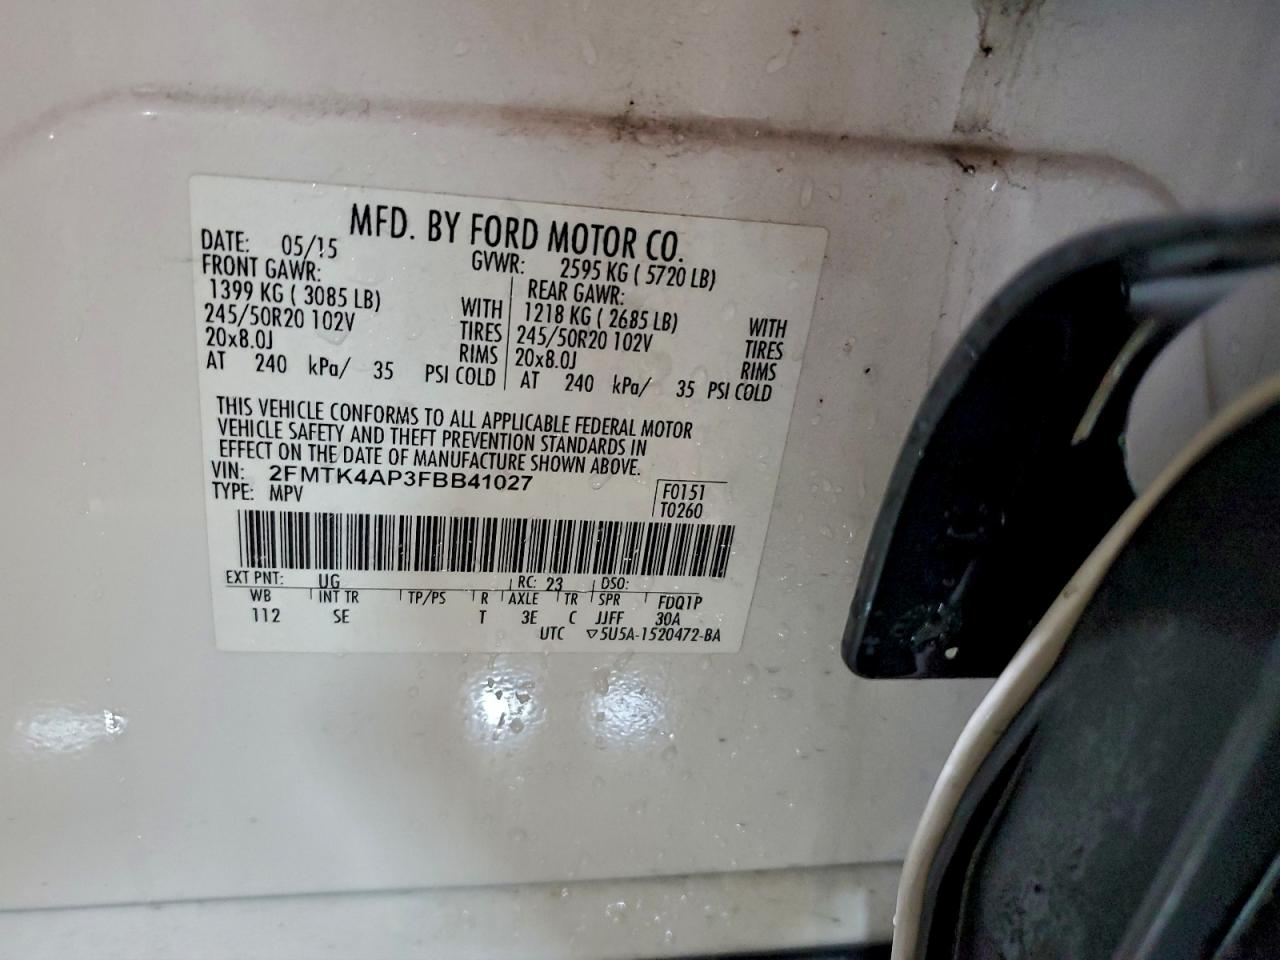 MFD. BY FORD MOTOR CO.
DATE: 05/15 GVWR: 2595 KG ( 5720 LB)
FRONT GAWR: REAR GAWR:
1399 KG ( 3085 LB) WITH 1218 KG ( 2685 LB) WITH
245/50R20 102V TIRES 245/50R20 102V TIRES
20x8.0J RIMS 20x8.0J RIMS
AT 240 kPa/ 35 PSI COLD AT 240 kPa/ 35 PSI COLD
THIS VEHICLE CONFORMS TO ALL APPLICABLE FEDERAL MOTOR
VEHICLE SAFETY AND THEFT PREVENTION STANDARDS IN
EFFECT ON THE DATE OF MANUFACTURE SHOWN ABOVE.
VIN: 2FMTK4AP3FBB41027
TYPE: MPV F0151
T0260
EXT PNT: UG RC: 23 DSO:
WB INT TR TP/PS R AXLE TR SPR FDQ1P
112 SE T 3E C JJFF 30A
UTC ▽5U5A-1520472-BA